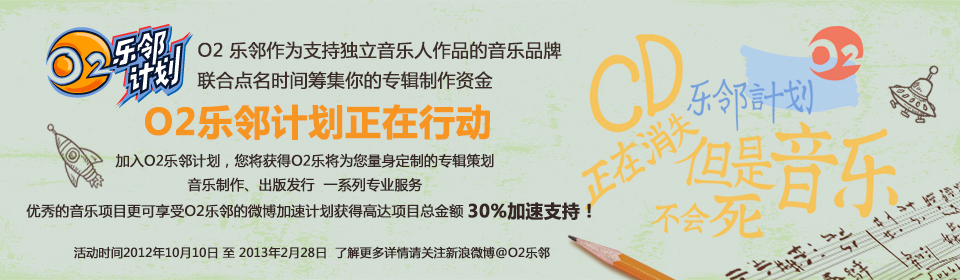 O2乐邻计划
O2 乐邻作为支持独立音乐人作品的音乐品牌
联合点名时间筹集你的专辑制作资金
O2乐邻计划正在行动
加入O2乐邻计划，您将获得O2乐将为您量身定制的专辑策划
音乐制作、出版发行 一系列专业服务
优秀的音乐项目更可享受O2乐邻的微博加速计划获得高达项目总金额 30%加速支持！
活动时间2012年10月10日 至 2013年2月28日 了解更多详情请关注新浪微博@O2乐邻
O2
CD 乐邻計划
正在消失
但是音乐
不会死